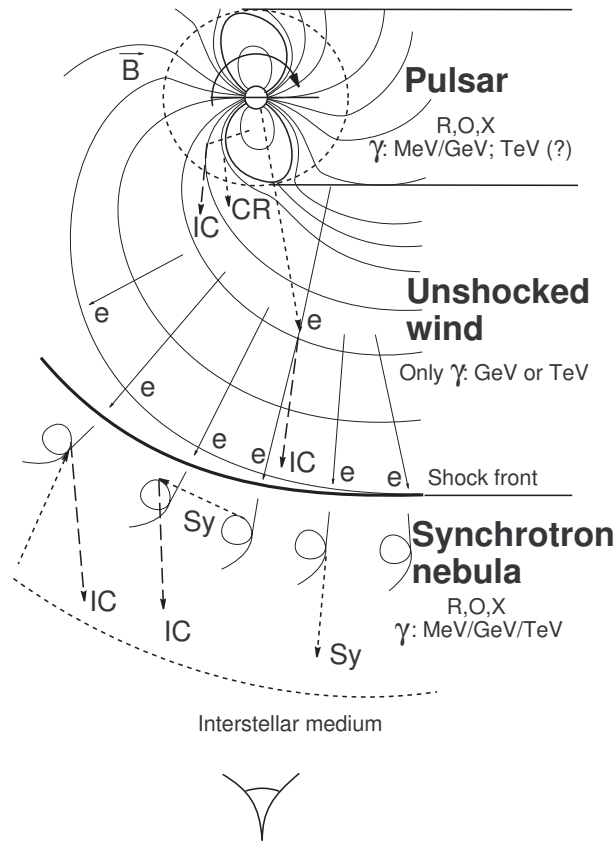 B
Pulsar
R,O,X
γ: MeV/GeV; TeV (?)
CR
IC
Unshocked
wind
e
e
Only γ: GeV or TeV
e
e
e
IC
e
e
Shock front
Sy
Synchrotron
nebula
R,O,X
γ: MeV/GeV/TeV
IC
IC
Sy
Interstellar medium